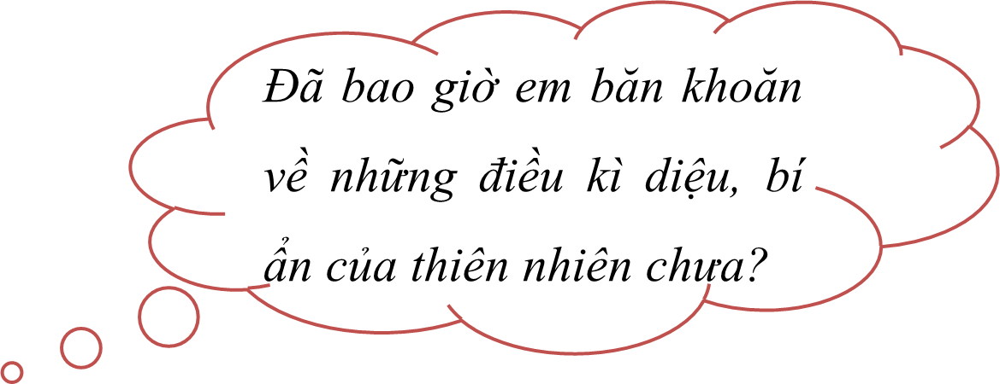 Đã bao giờ em băn khoăn
về những điều kì diệu, bí
ẩn của thiên nhiên chưa?